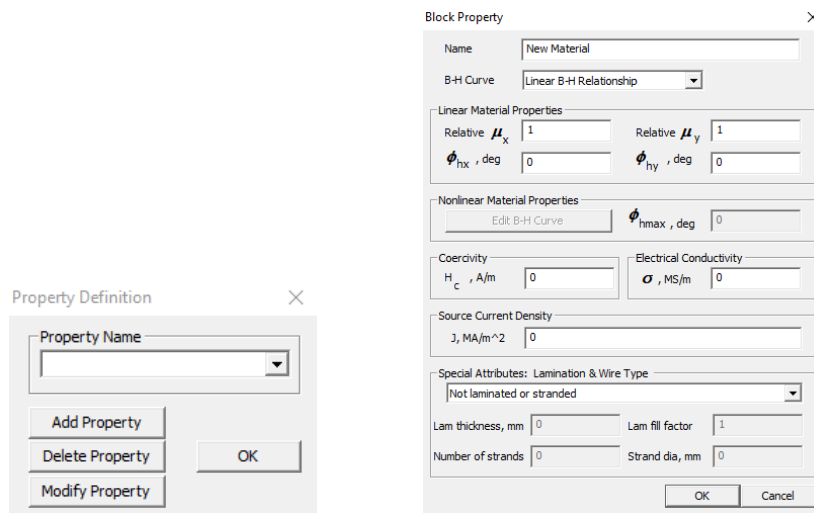 Property Definition
Property Name
Add Property
Delete Property
OK
Modify Property
Block Property
Name New Material
B-H Curve Linear B-H Relationship
Linear Material Properties
Relative μx 1 Relative μy 1
ϕhx , deg 0 ϕhy , deg 0
Nonlinear Material Properties
Edit B-H Curve ϕhmax , deg 0
Coercivity Electrical Conductivity
Hc , A/m 0 σ , MS/m 0
Source Current Density
J, MA/m^2 0
Special Attributes: Lamination & Wire Type
Not laminated or stranded
Lam thickness, mm 0 Lam fill factor 1
Number of strands 0 Strand dia, mm 0
OK Cancel